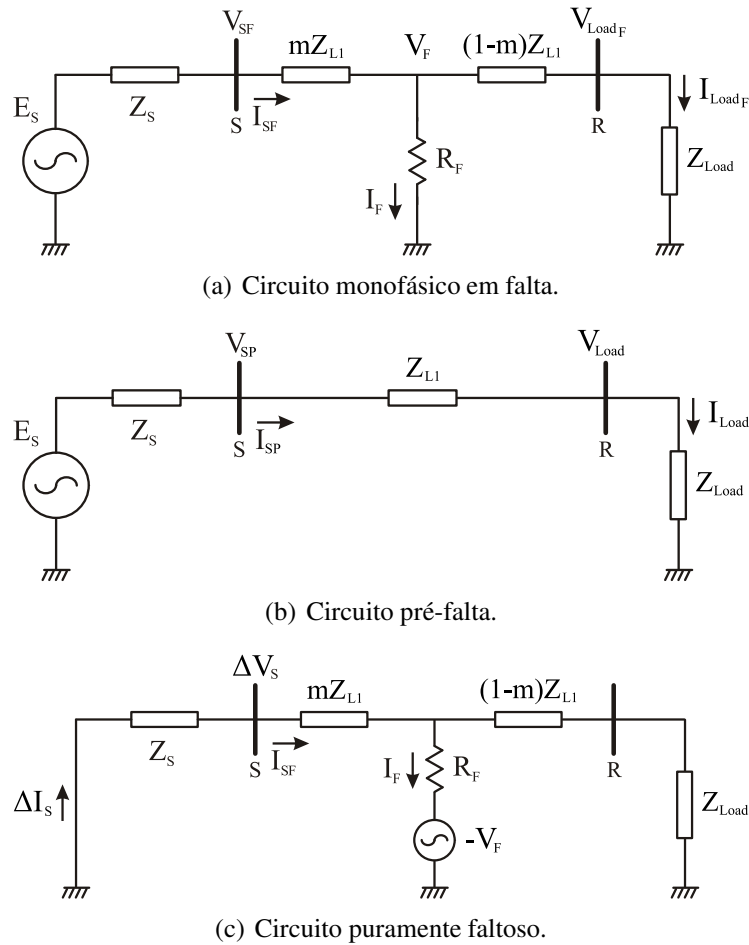 V_SF
mZ_L1
V_F
(1-m)Z_L1
V_Load_F
E_S
Z_S
S
I_SF
R_F
I_F
R
I_Load_F
Z_Load
(a) Circuito monofásico em falta.
V_SP
Z_L1
V_Load
E_S
Z_S
S
I_SP
R
I_Load
Z_Load
(b) Circuito pré-falta.
ΔV_S
mZ_L1
(1-m)Z_L1
Z_S
S
I_SF
I_F
R_F
R
ΔI_S
-V_F
Z_Load
(c) Circuito puramente faltoso.